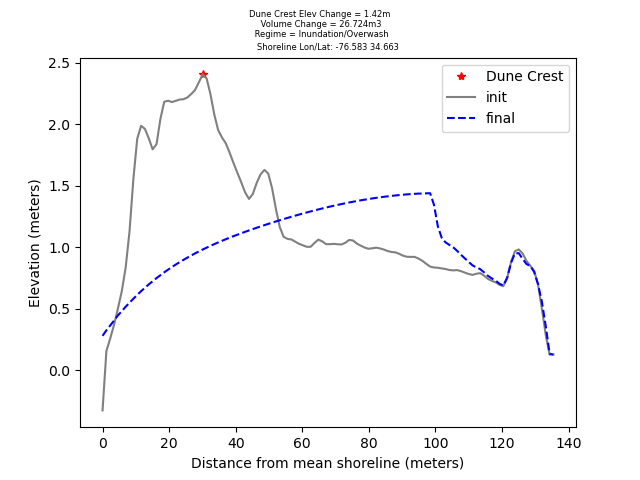 Dune Crest Elev Change = 1.42m
Volume Change = 26.724m3
Regime = Inundation/Overwash
Shoreline Lon/Lat: -76.583 34.663
Dune Crest
init
final
2.5
2.0
1.5
1.0
0.5
0.0
Elevation (meters)
0 20 40 60 80 100 120 140
Distance from mean shoreline (meters)